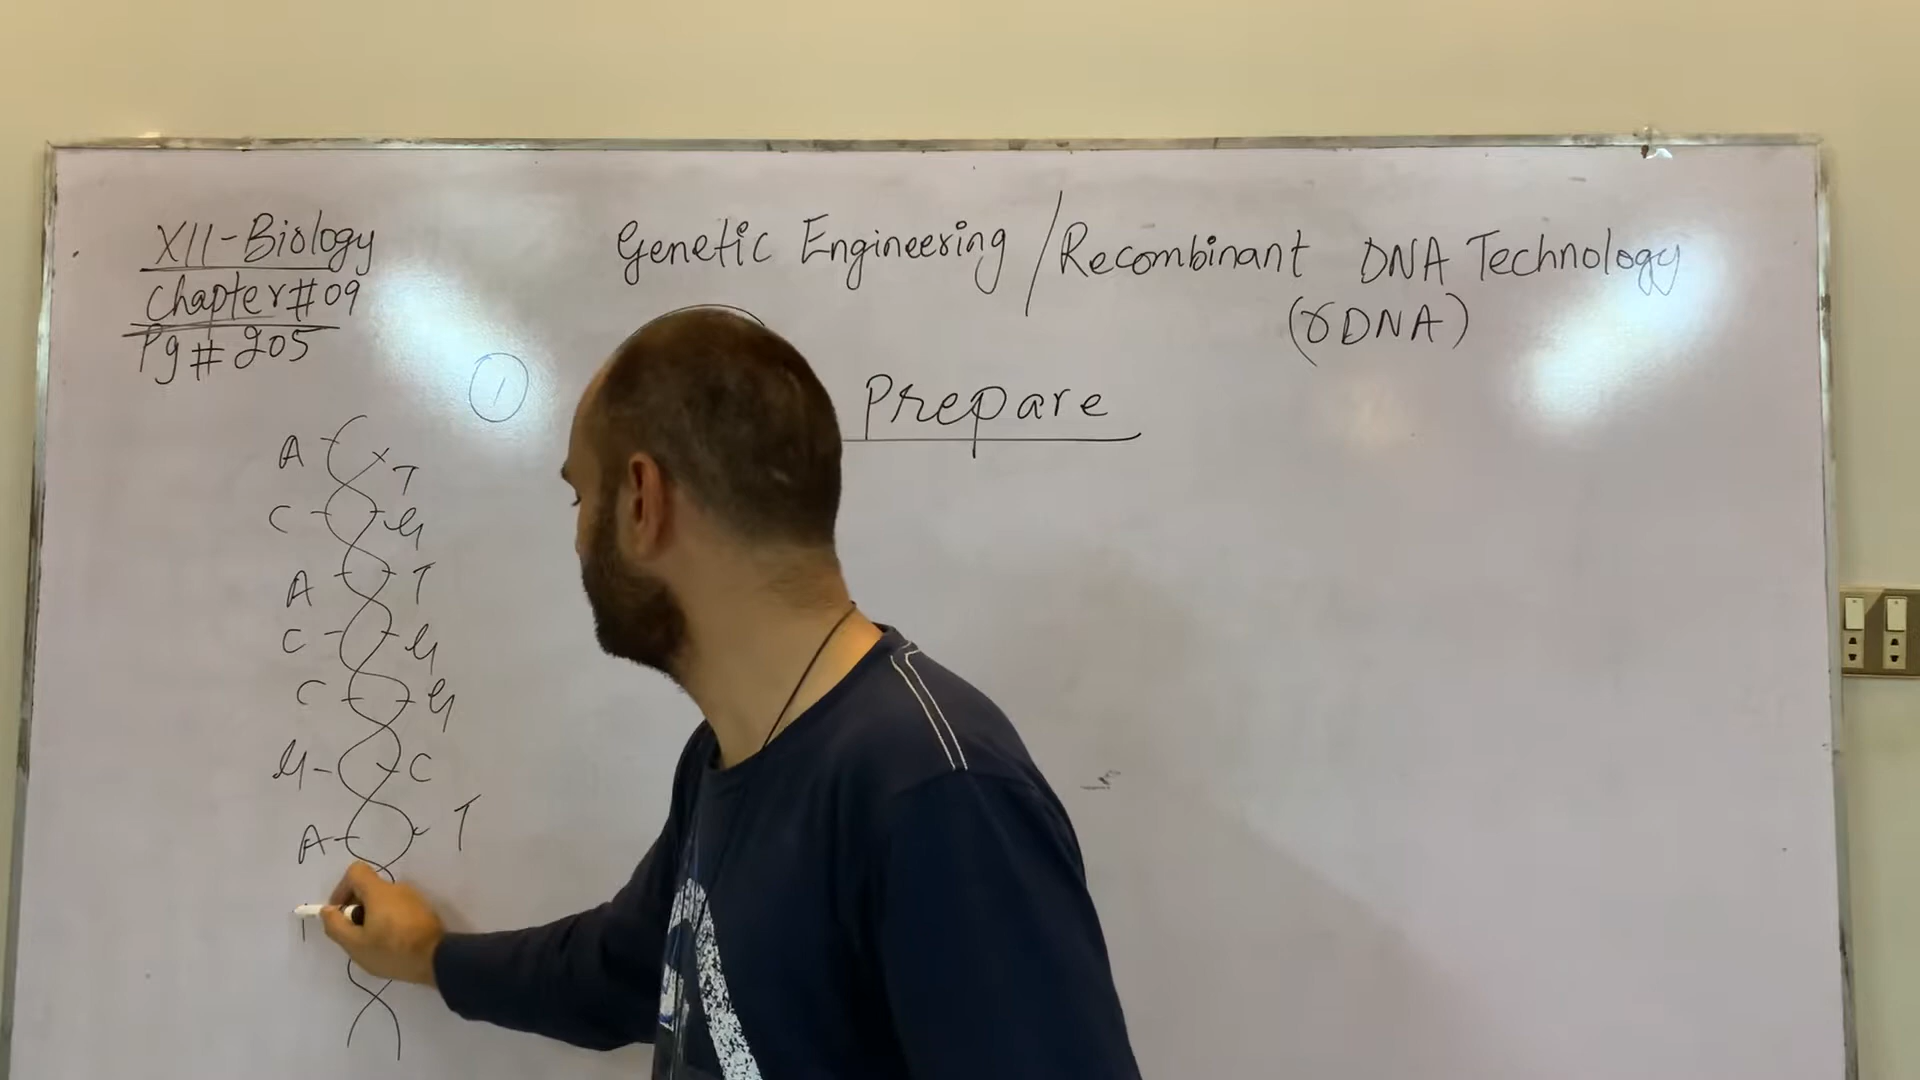 XII-Biology
Chapter#09
Pg#205
Genetic Engineering/Recombinant DNA Technology
(rDNA)
1
Prepare
A T
C G
A T
C G
C G
G C
A T